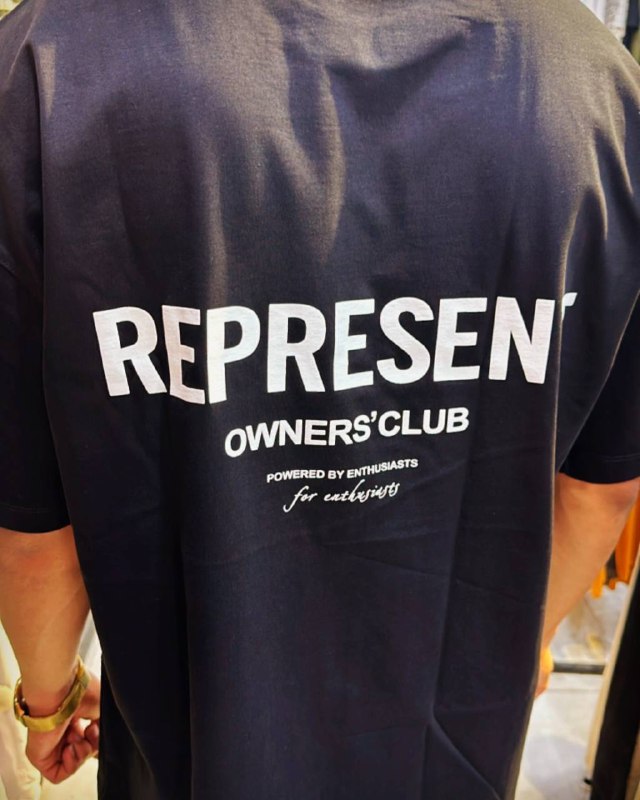 REPRESENT
OWNERS'CLUB
POWERED BY ENTHUSIASTS
for enthusiasts